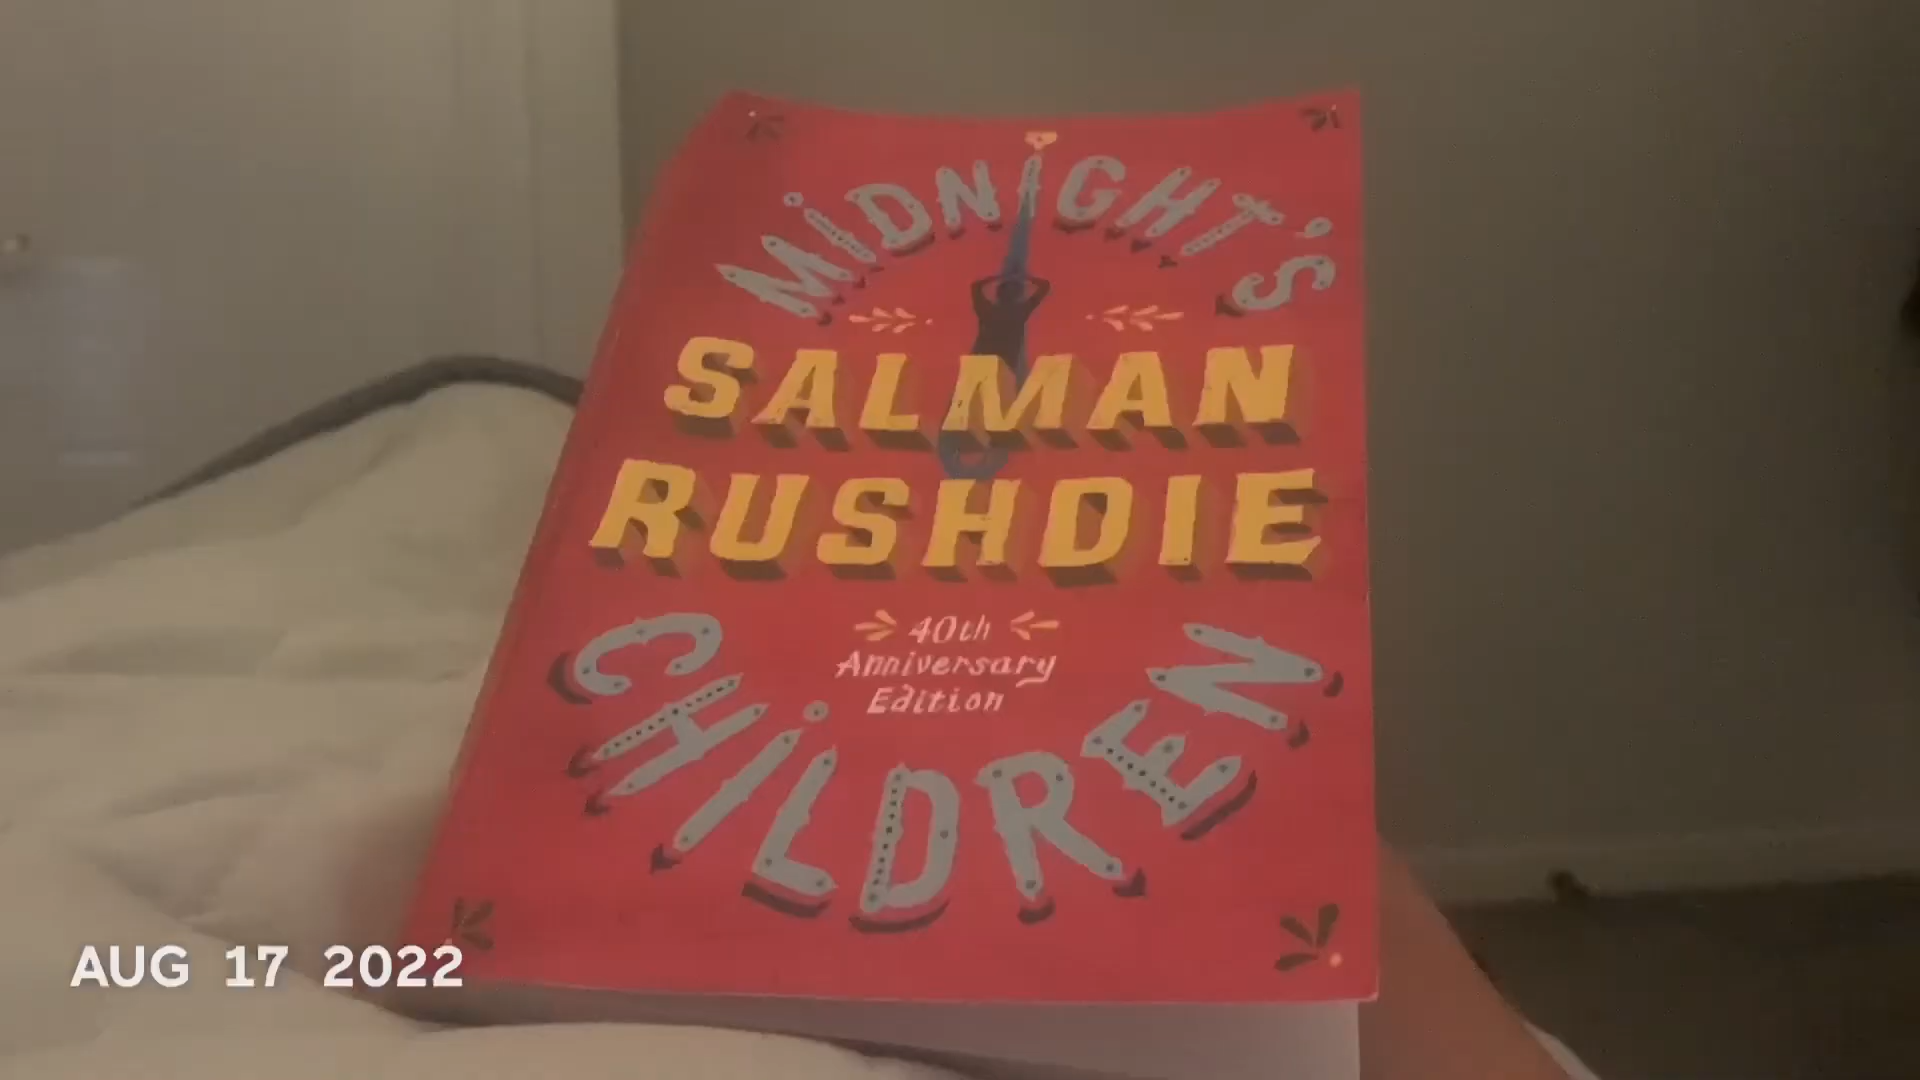 MIDNIGHT'S
SALMAN
RUSHDIE
40th
Anniversary
Edition
CHILDREN
AUG 17 2022